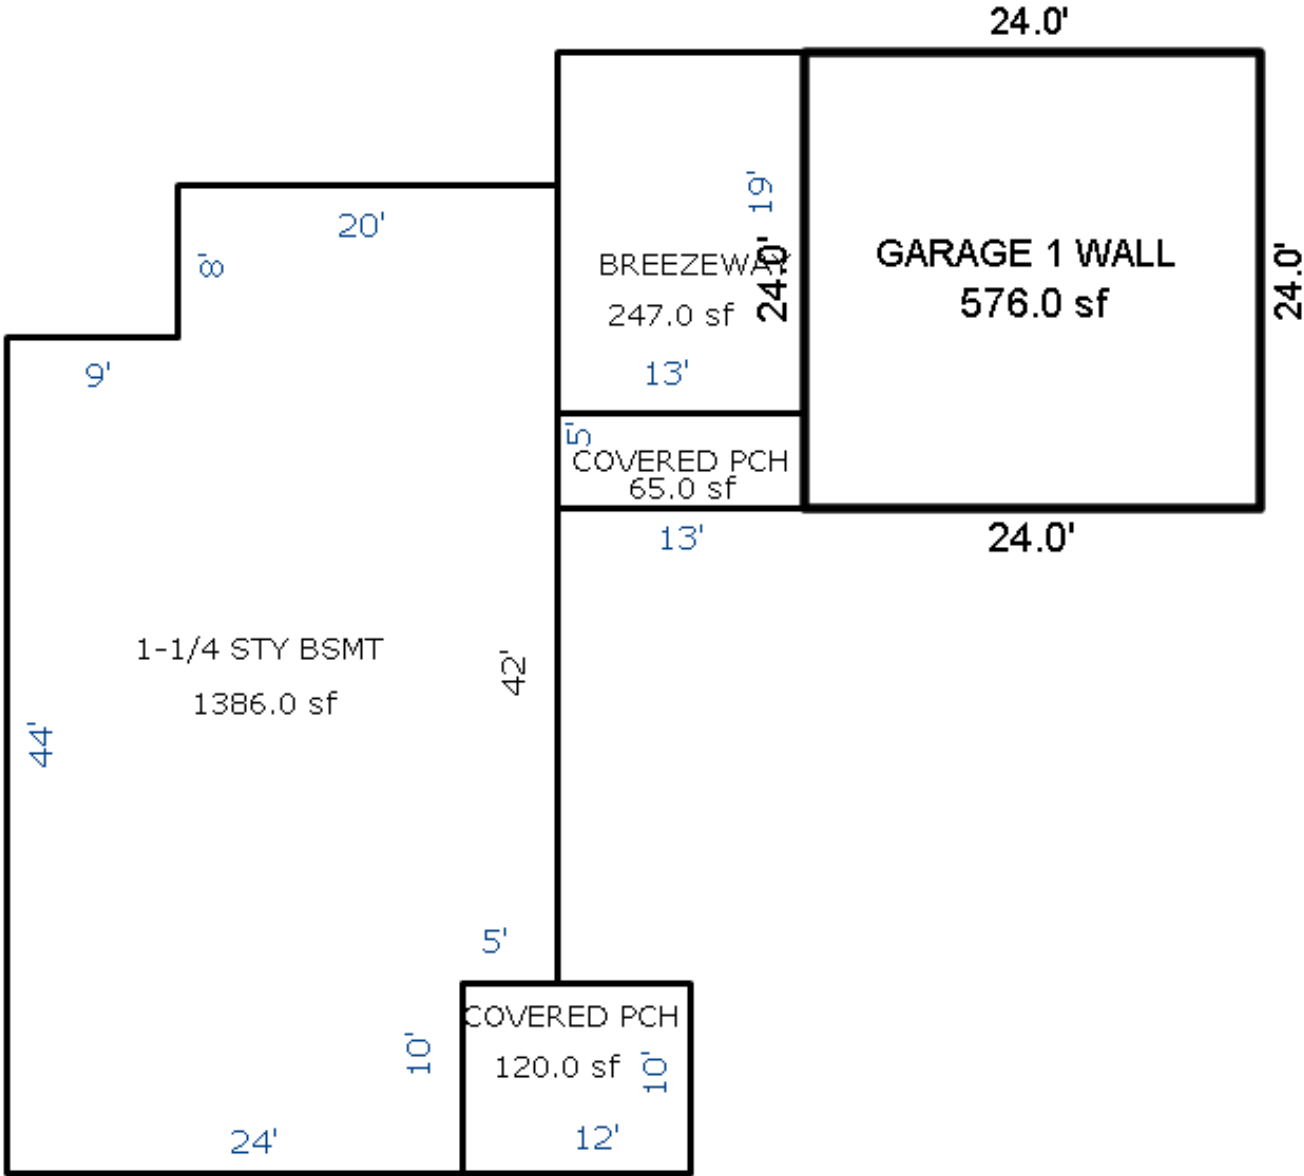 24.0'
20'
8'
9'
19'
BREEZEWAY
247.0 sf
24.0'
13'
GARAGE 1 WALL
576.0 sf
24.0'
5'
COVERED PCH
65.0 sf
13'
24.0'
1-1/4 STY BSMT
1386.0 sf
42'
44'
5'
COVERED PCH
120.0 sf
10'
10'
24'
12'